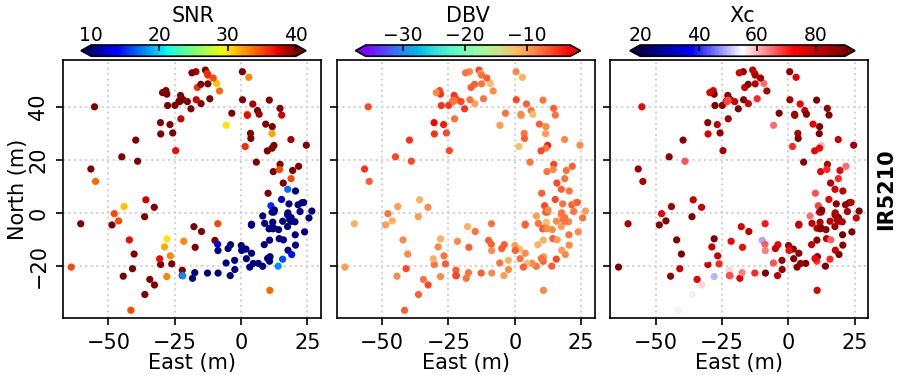 SNR DBV Xc
10 20 30 40 −30 −20 −10 20 40 60 80
North (m)
40
20
0
−20
IR5210
−50 −25 0 25 −50 −25 0 25 −50 −25 0 25
East (m) East (m) East (m)